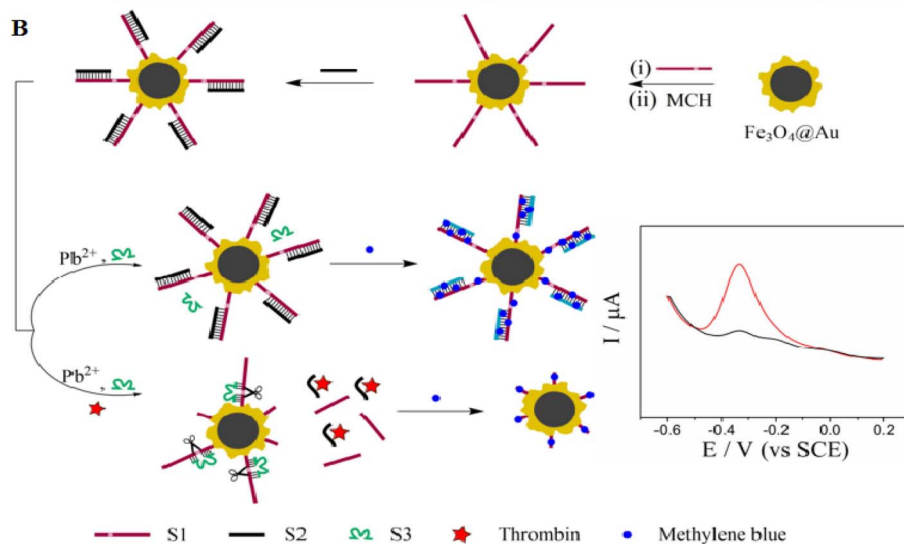 B
(i)
(ii) MCH
Fe₃O₄@Au
Pb²⁺,
Pb²⁺,
I / μA
-0.6 -0.4 -0.2 0.0 0.2
E / V (vs SCE)
S1 S2 S3 Thrombin Methylene blue